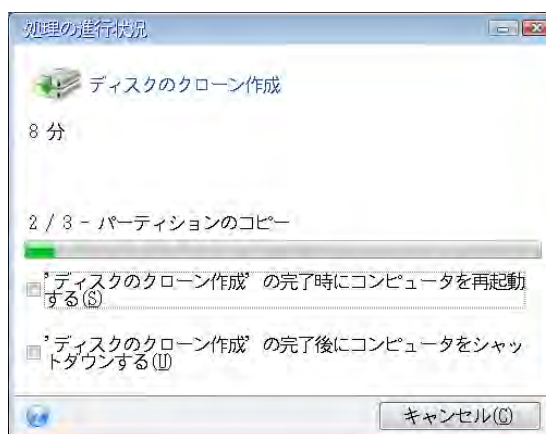 処理の進行状況
ディスクのクローン作成
8 分
2 / 3 - パーティションのコピー
'ディスクのクローン作成' の完了時にコンピュータを再起動
する(S)
'ディスクのクローン作成' の完了後にコンピュータをシャッ
トダウンする(U)
キャンセル(C)